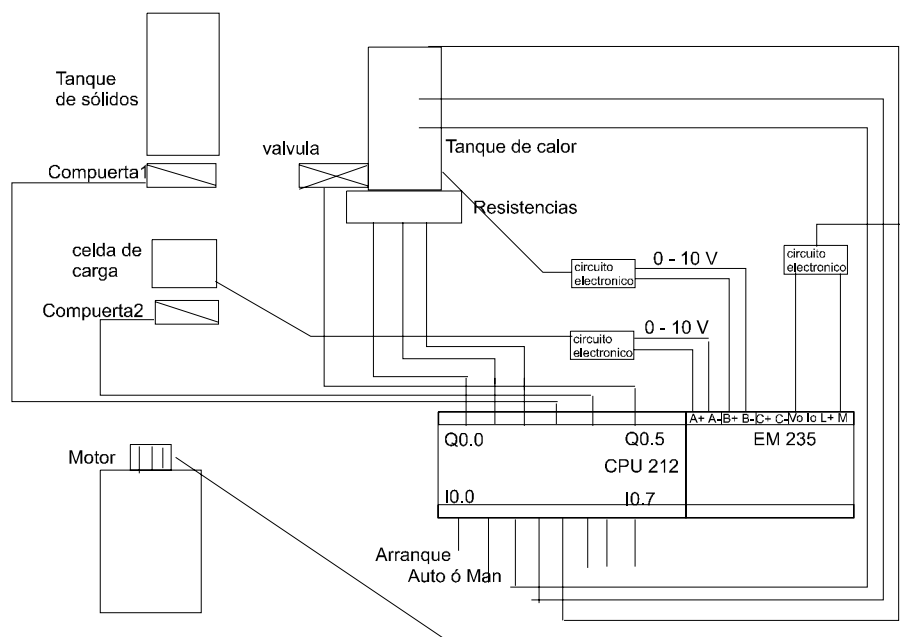 Tanque
de sólidos
valvula
Tanque de calor
Compuerta1
Resistencias
celda de
carga
circuito
electronico
0 - 10 V
circuito
electronico
Compuerta2
circuito
electronico
0 - 10 V
A+ A- B+ B- C+ C- Vo Io L+ M
Q0.0
Q0.5
EM 235
CPU 212
Motor
I0.0
I0.7
Arranque
Auto ó Man